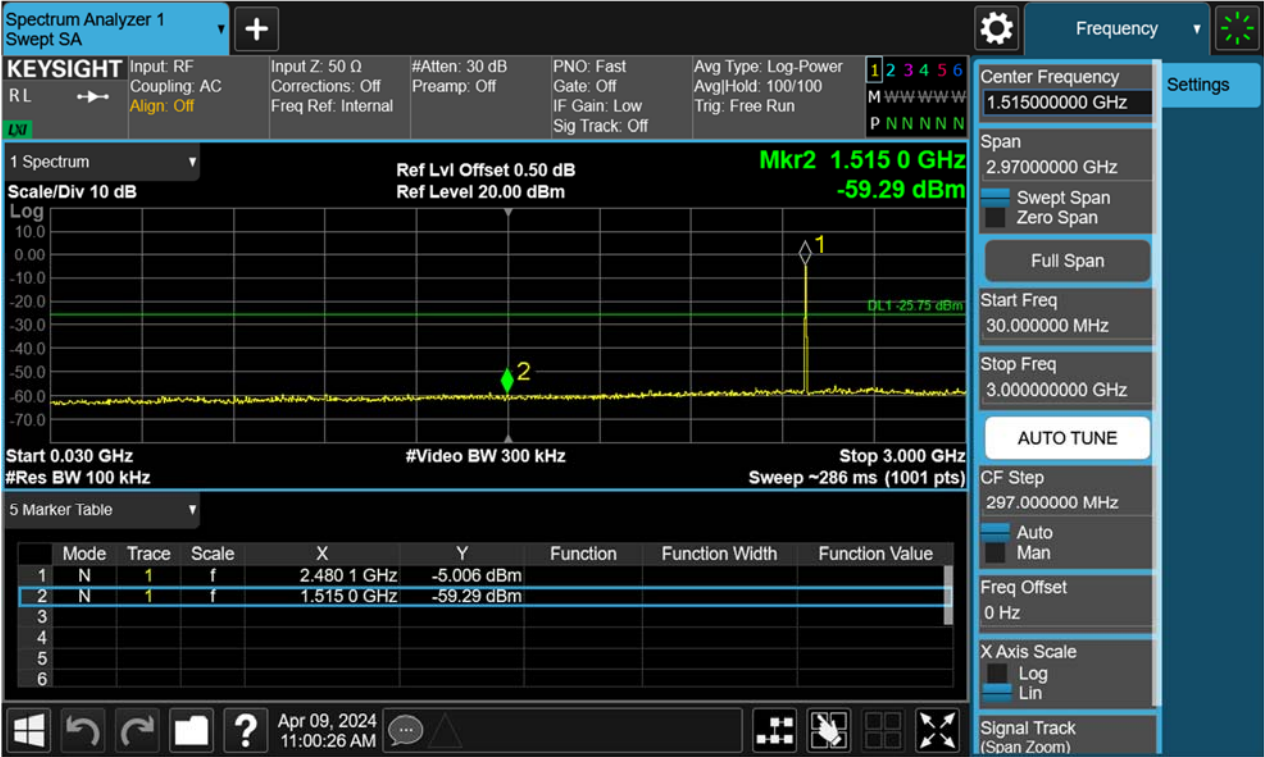 Spectrum Analyzer 1
Swept SA
Frequency
KEYSIGHT
R L
LXI
Input: RF
Coupling: AC
Align: Off
Input Z: 50 Ω
Corrections: Off
Freq Ref: Internal
#Atten: 30 dB
Preamp: Off
PNO: Fast
Gate: Off
IF Gain: Low
Sig Track: Off
Avg Type: Log-Power
Avg|Hold: 100/100
Trig: Free Run
1 2 3 4 5 6
M W W W W W
P N N N N N
1 Spectrum
Scale/Div 10 dB
Ref Lvl Offset 0.50 dB
Ref Level 20.00 dBm
Mkr2 1.515 0 GHz
-59.29 dBm
Log
10.0
0.00
-10.0
-20.0
-30.0
-40.0
-50.0
-60.0
-70.0
1
DL1 -25.75 dBm
2
Start 0.030 GHz
#Video BW 300 kHz
Stop 3.000 GHz
#Res BW 100 kHz
Sweep ~286 ms (1001 pts)
5 Marker Table
Mode Trace Scale X Y Function Function Width Function Value
1 N 1 f 2.480 1 GHz -5.006 dBm
2 N 1 f 1.515 0 GHz -59.29 dBm
3
4
5
6
Apr 09, 2024
11:00:26 AM
?
Settings
Center Frequency
1.515000000 GHz
Span
2.97000000 GHz
Swept Span
Zero Span
Full Span
Start Freq
30.000000 MHz
Stop Freq
3.000000000 GHz
AUTO TUNE
CF Step
297.000000 MHz
Auto
Man
Freq Offset
0 Hz
X Axis Scale
Log
Lin
Signal Track
(Span Zoom)